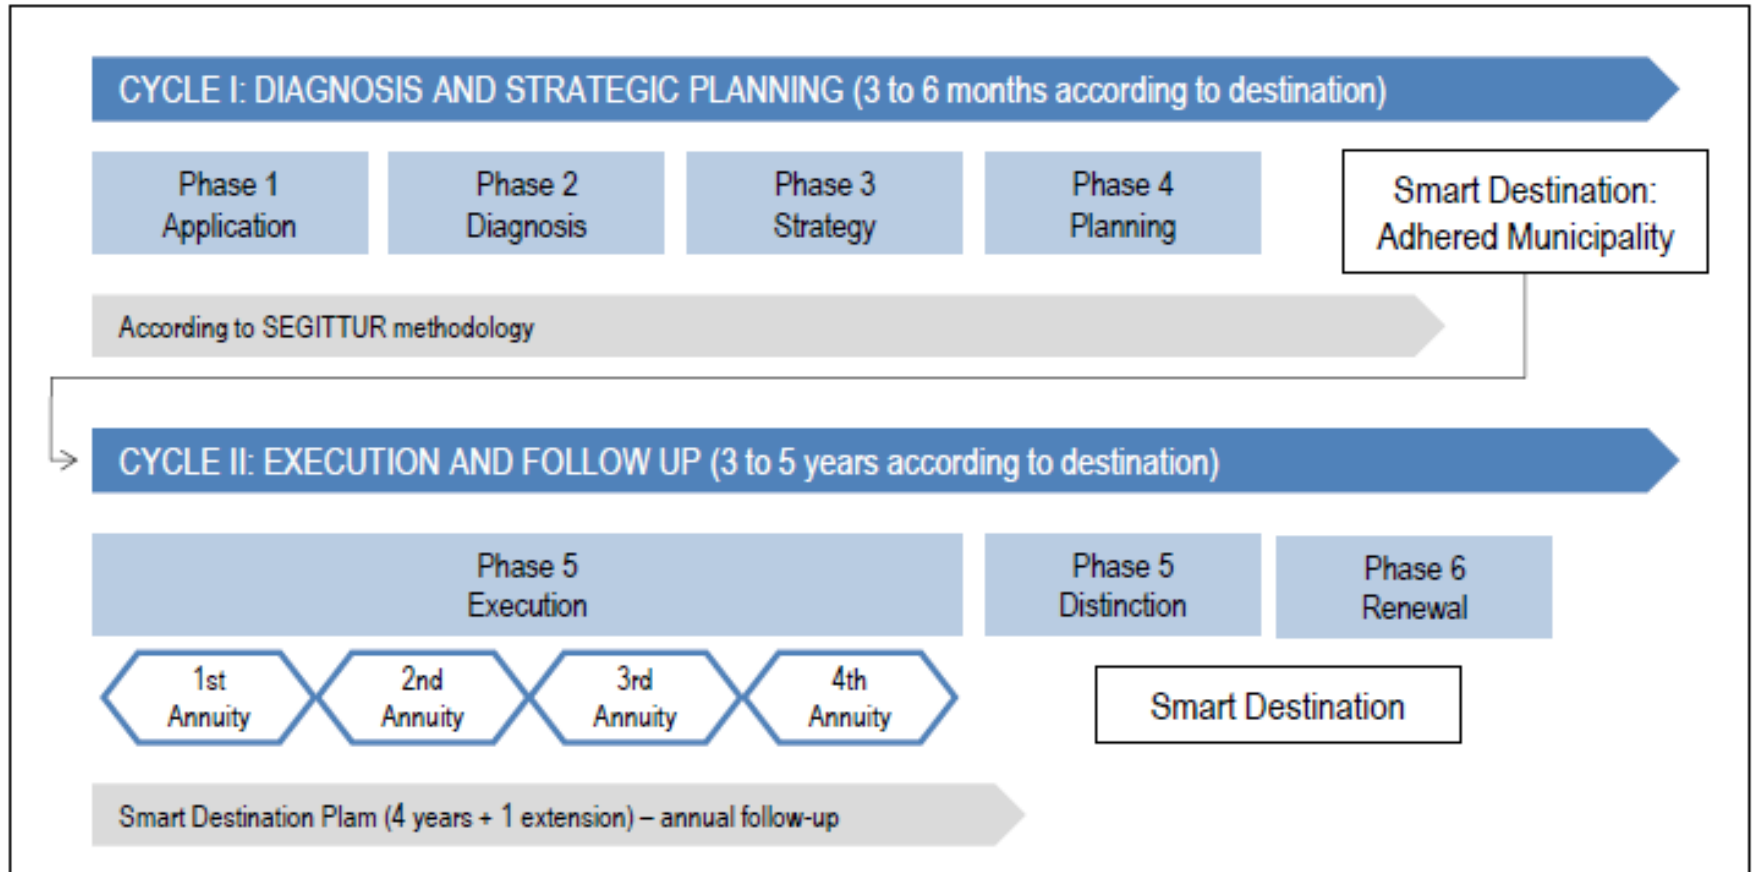 CYCLE I: DIAGNOSIS AND STRATEGIC PLANNING (3 to 6 months according to destination)
Phase 1
Application
Phase 2
Diagnosis
Phase 3
Strategy
Phase 4
Planning
Smart Destination:
Adhered Municipality
According to SEGITTUR methodology
CYCLE II: EXECUTION AND FOLLOW UP (3 to 5 years according to destination)
Phase 5
Execution
Phase 5
Distinction
Phase 6
Renewal
1st
Annuity
2nd
Annuity
3rd
Annuity
4th
Annuity
Smart Destination
Smart Destination Plam (4 years + 1 extension) – annual follow-up